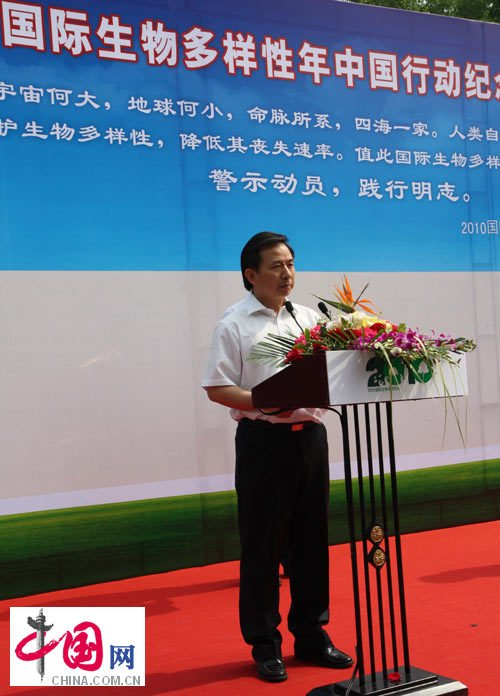 国际生物多样性年中国行动纪念
宇宙何大，地球何小，命脉所系，四海一家。人类自
护生物多样性，降低其丧失速率。值此国际生物多样
警示动员，践行明志。
2010国
2010
中国网
CHINA.COM.CN